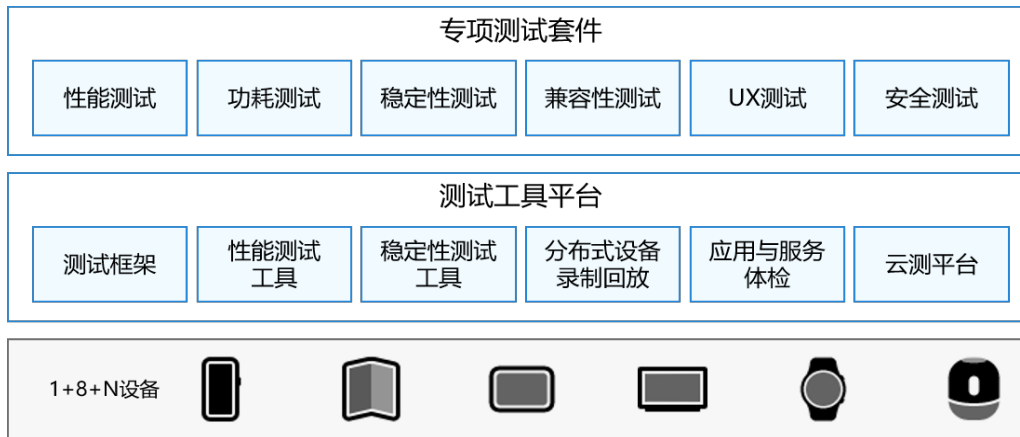 专项测试套件
性能测试
功耗测试
稳定性测试
兼容性测试
UX测试
安全测试
测试工具平台
测试框架
性能测试
工具
稳定性测试
工具
分布式设备
录制回放
应用与服务
体检
云测平台
1+8+N设备